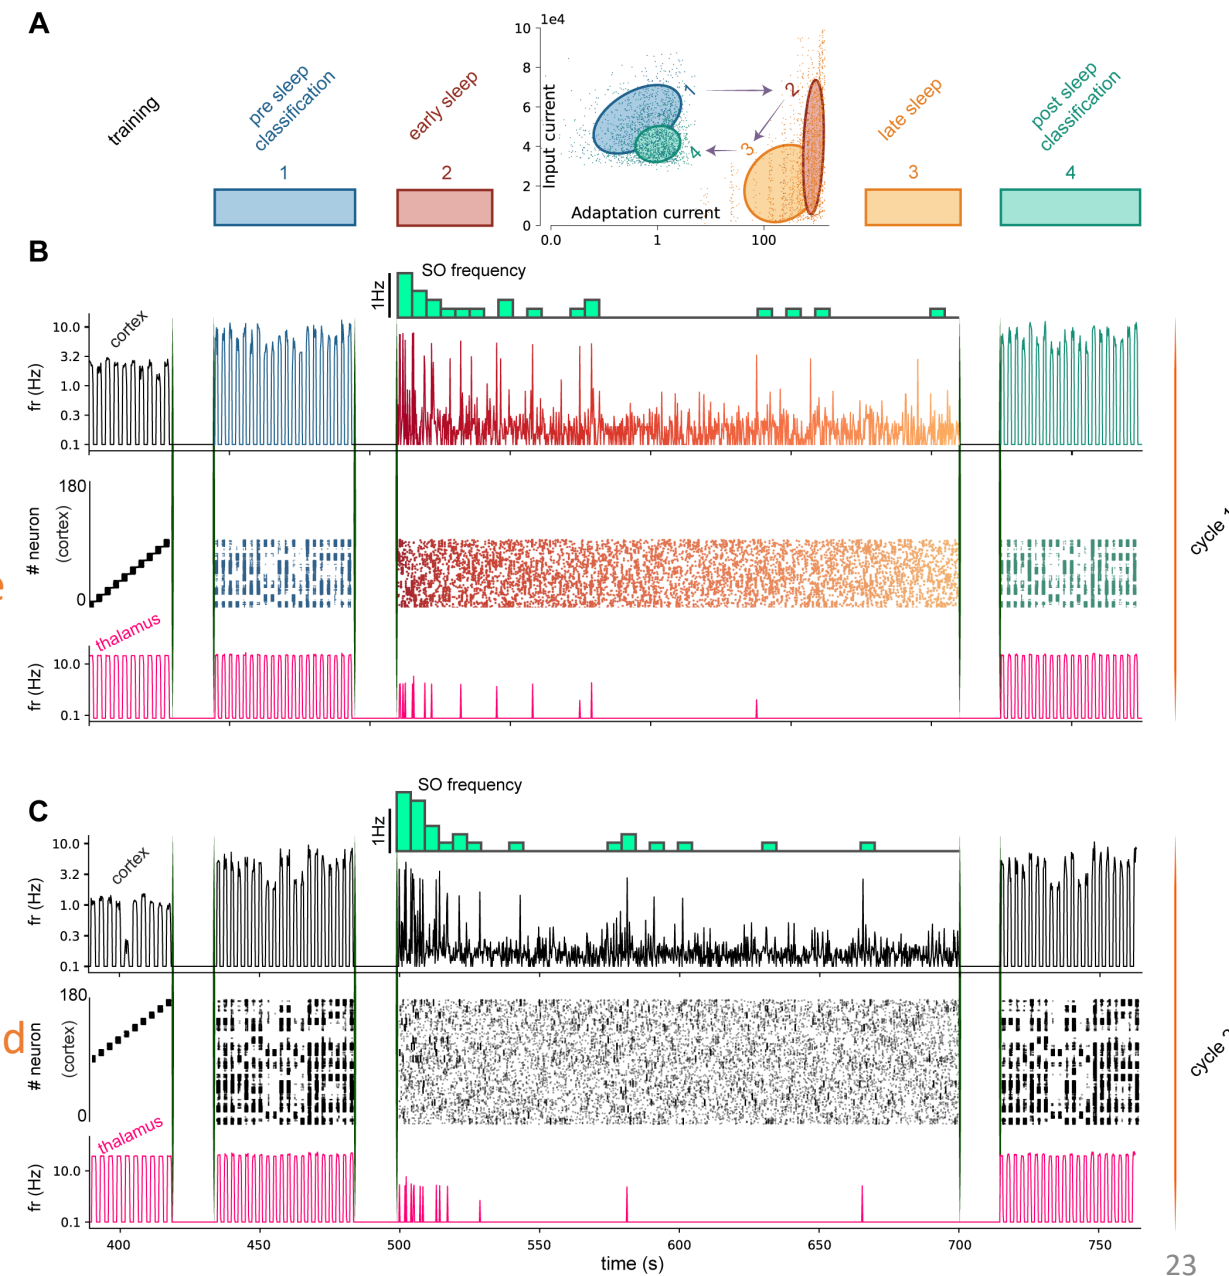 A
training
pre sleep
classification
1
early sleep
2
1e4
10
8
6
4
2
0
Input current
Adaptation current
0.0
1
100
1
2
3
4
late sleep
3
post sleep
classification
4
B
1Hz
SO frequency
cortex
fr (Hz)
10.0
3.2
1.0
0.3
0.1
# neuron
(cortex)
180
0
thalamus
fr (Hz)
10.0
0.1
cycle
e
C
1Hz
SO frequency
cortex
fr (Hz)
10.0
3.2
1.0
0.3
0.1
d
# neuron
(cortex)
180
0
thalamus
fr (Hz)
10.0
0.1
400
450
500
550
600
650
700
750
time (s)
cycle
23